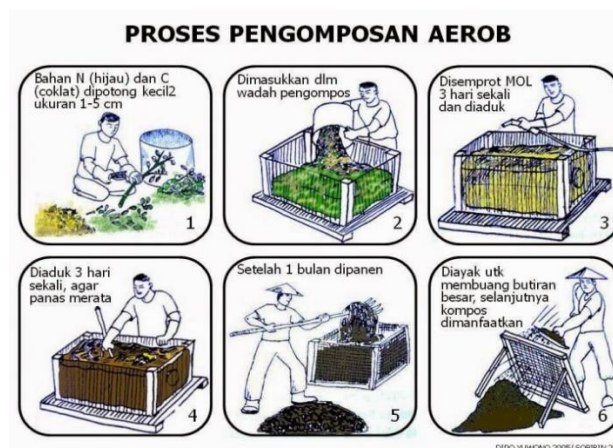 PROSES PENGOMPOSAN AEROB
Bahan N (hijau) dan C
(coklat) dipotong kecil2
ukuran 1-5 cm
1
Dimasukkan dlm
wadah pengompos
2
Disemprot MOL
3 hari sekali
dan diaduk
3
Diaduk 3 hari
sekali, agar
panas merata
4
Setelah 1 bulan dipanen
5
Diayak utk
membuang butiran
besar, selanjutnya
kompos
dimanfaatkan
6